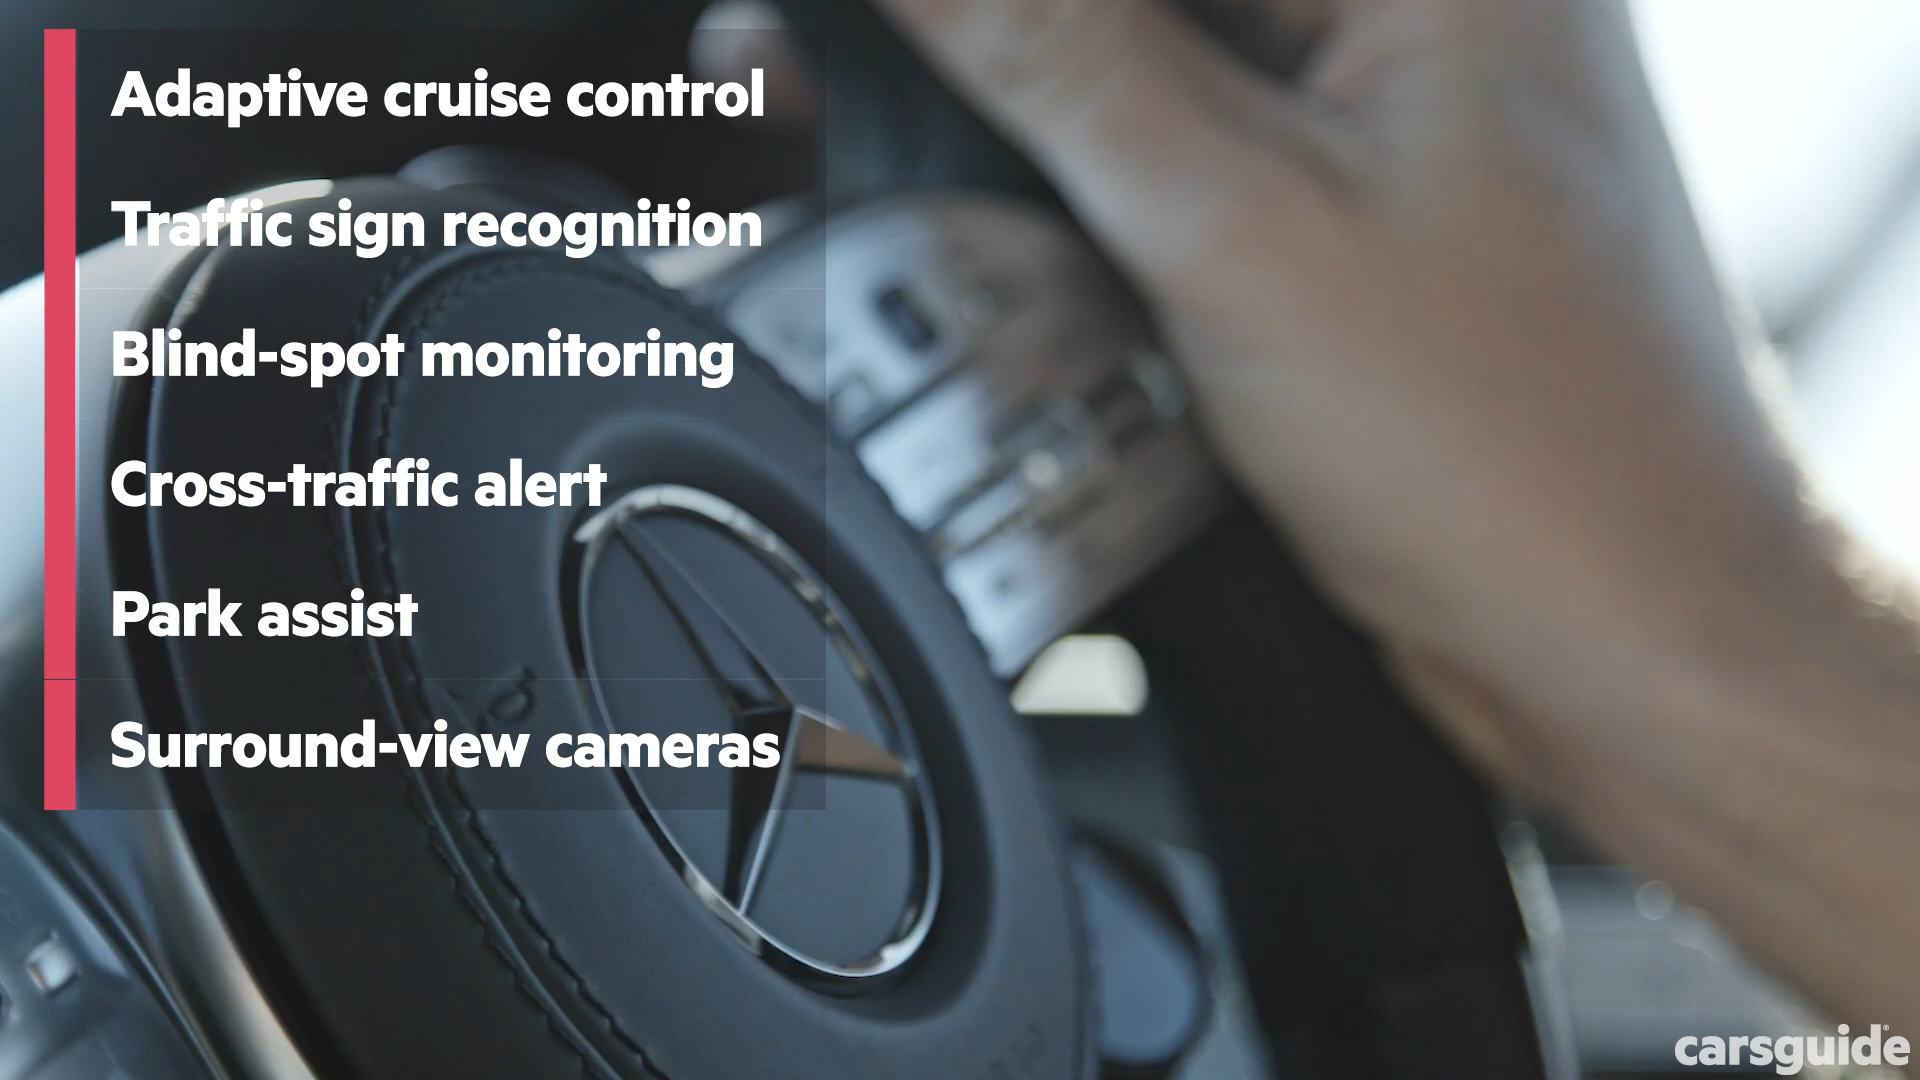 Adaptive cruise control
Traffic sign recognition
Blind-spot monitoring
Cross-traffic alert
Park assist
Surround-view cameras
carsguide